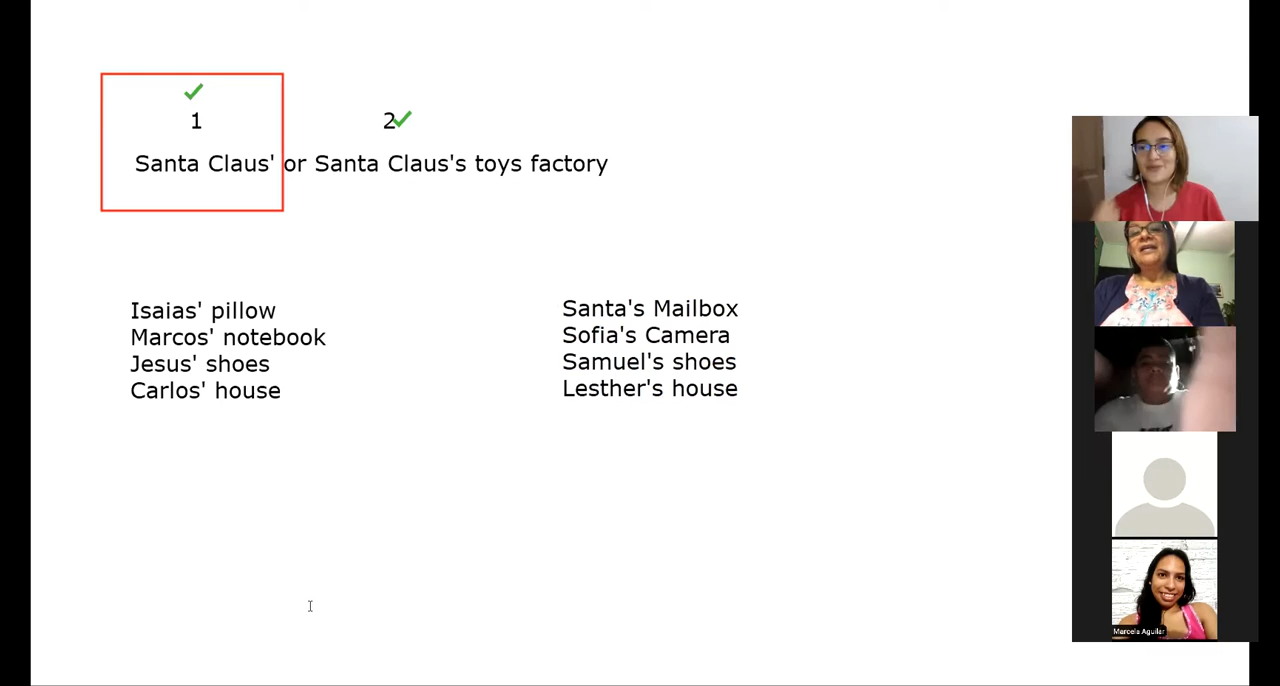 1
2
Santa Claus' or Santa Claus's toys factory
Isaias' pillow
Marcos' notebook
Jesus' shoes
Carlos' house
Santa's Mailbox
Sofia's Camera
Samuel's shoes
Lesther's house
Marcela Aguilar